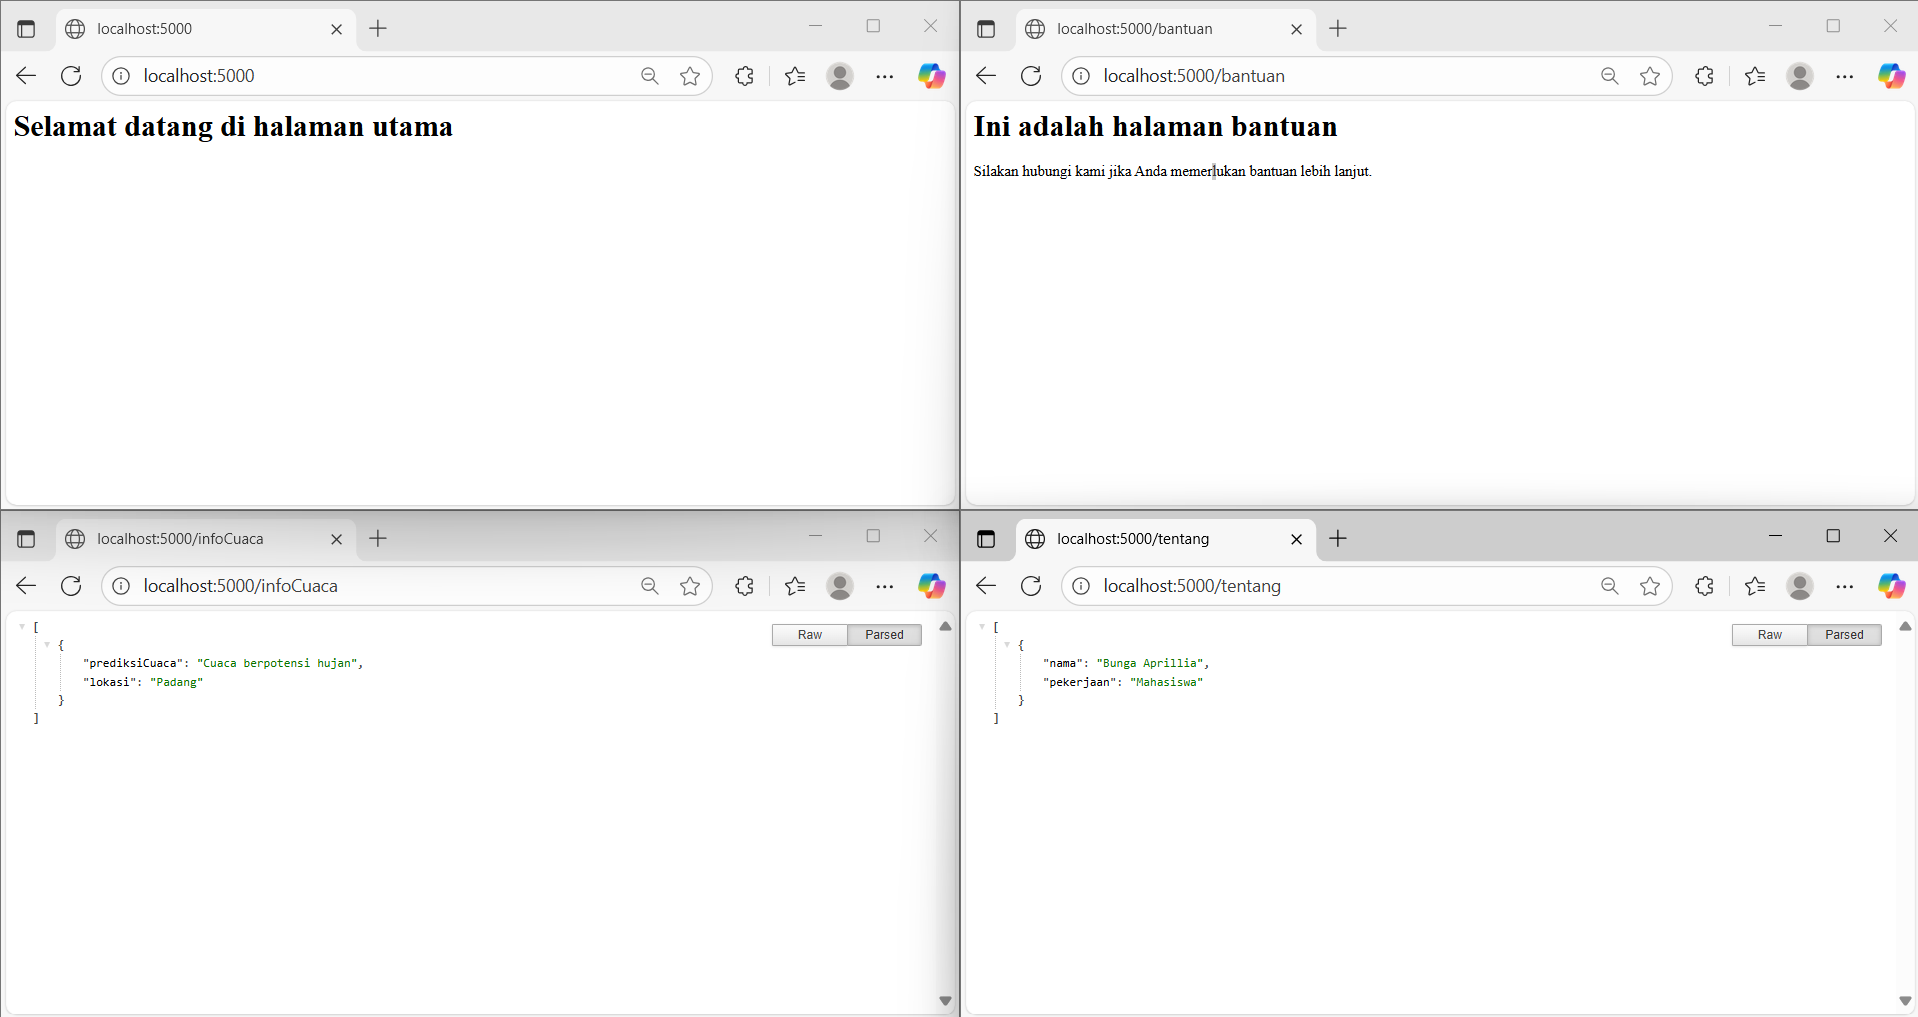 localhost:5000
localhost:5000
Selamat datang di halaman utama
localhost:5000/bantuan
localhost:5000/bantuan
Ini adalah halaman bantuan
Silakan hubungi kami jika Anda memerlukan bantuan lebih lanjut.
localhost:5000/infoCuaca
localhost:5000/infoCuaca
Raw Parsed
[
{
"prediksiCuaca": "Cuaca berpotensi hujan",
"lokasi": "Padang"
}
]
localhost:5000/tentang
localhost:5000/tentang
Raw Parsed
[
{
"nama": "Bunga Aprillia",
"pekerjaan": "Mahasiswa"
}
]